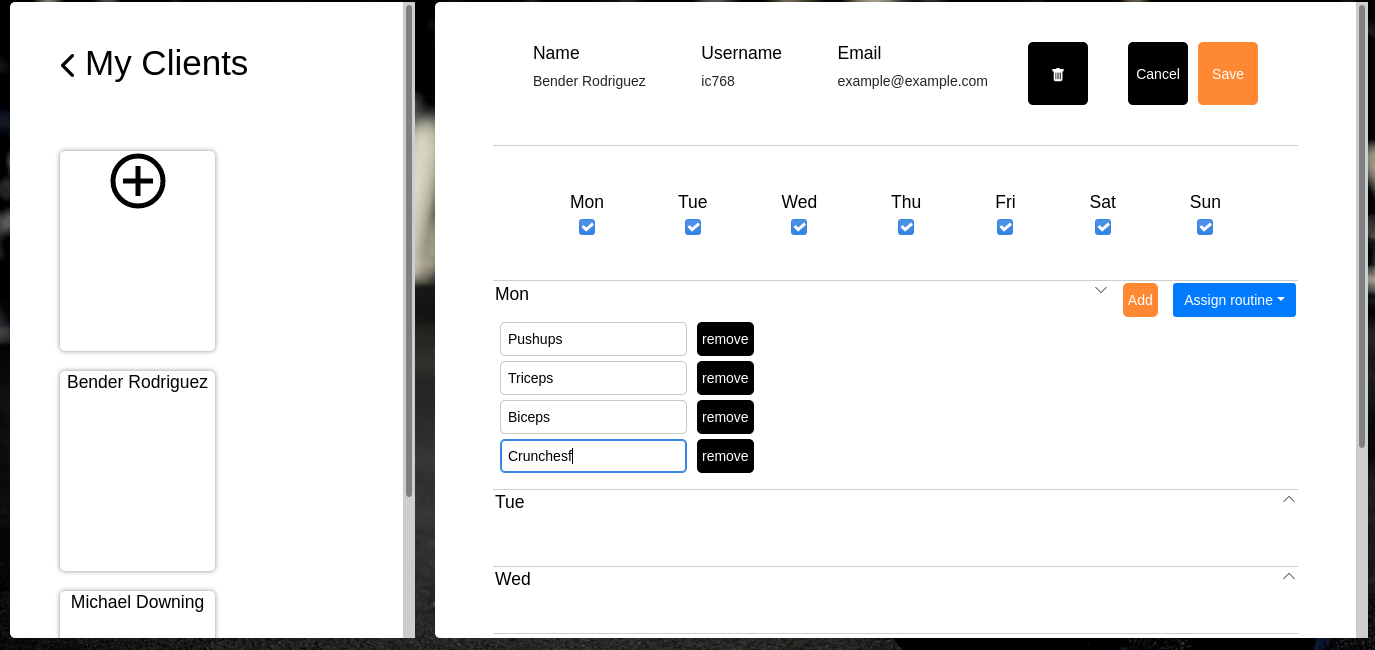 My Clients
Bender Rodriguez
Michael Downing
Name Username Email
Bender Rodriguez ic768 example@example.com
Cancel Save
Mon Tue Wed Thu Fri Sat Sun
Mon Add Assign routine
Pushups remove
Triceps remove
Biceps remove
Crunchesf remove
Tue
Wed